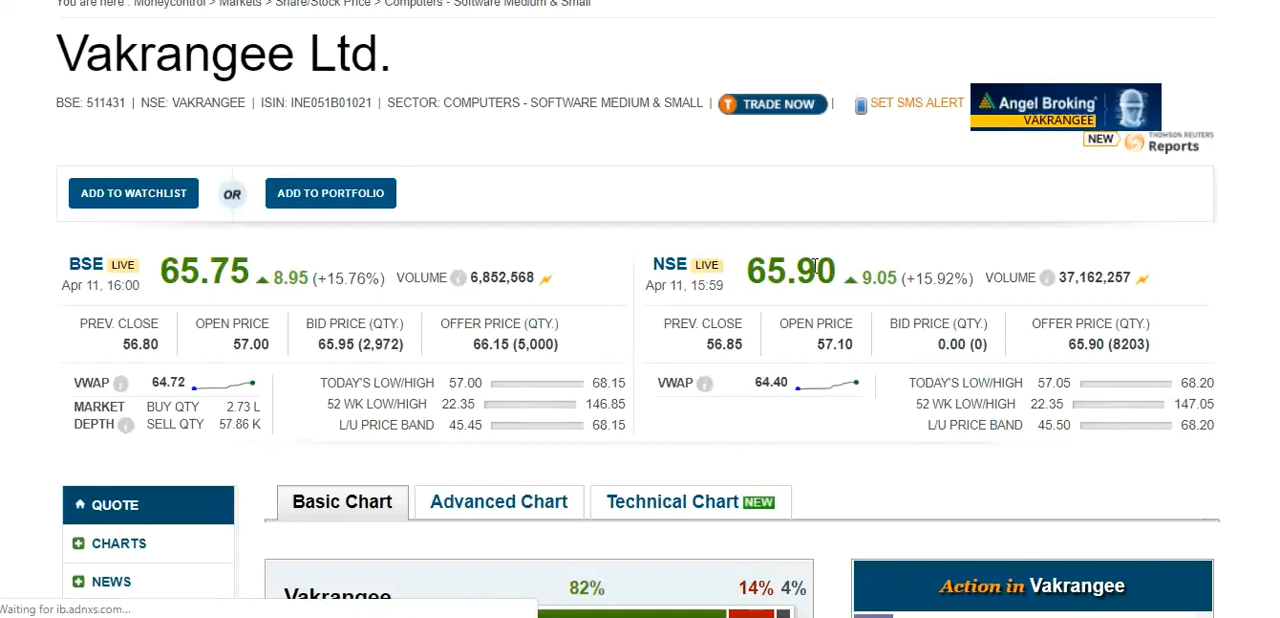 You are here : Moneycontrol > Markets > Share/Stock Price > Computers - Software Medium & Small
Vakrangee Ltd.
BSE: 511431 | NSE: VAKRANGEE | ISIN: INE051B01021 | SECTOR: COMPUTERS - SOFTWARE MEDIUM & SMALL | T TRADE NOW | SET SMS ALERT
Angel Broking
VAKRANGEE
NEW THOMSON REUTERS
Reports
ADD TO WATCHLIST OR ADD TO PORTFOLIO
BSE LIVE 65.75 8.95 (+15.76%) VOLUME 6,852,568
Apr 11, 16:00
PREV. CLOSE OPEN PRICE BID PRICE (QTY.) OFFER PRICE (QTY.)
56.80 57.00 65.95 (2,972) 66.15 (5,000)
VWAP 64.72
MARKET DEPTH BUY QTY 2.73 L
SELL QTY 57.86 K
TODAY'S LOW/HIGH 57.00 68.15
52 WK LOW/HIGH 22.35 146.85
L/U PRICE BAND 45.45 68.15
NSE LIVE 65.90 9.05 (+15.92%) VOLUME 37,162,257
Apr 11, 15:59
PREV. CLOSE OPEN PRICE BID PRICE (QTY.) OFFER PRICE (QTY.)
56.85 57.10 0.00 (0) 65.90 (8203)
VWAP 64.40
TODAY'S LOW/HIGH 57.05 68.20
52 WK LOW/HIGH 22.35 147.05
L/U PRICE BAND 45.50 68.20
QUOTE
CHARTS
NEWS
Basic Chart Advanced Chart Technical Chart NEW
Vakrangee 82% 14% 4%
Action in Vakrangee
Waiting for ib.adnxs.com...